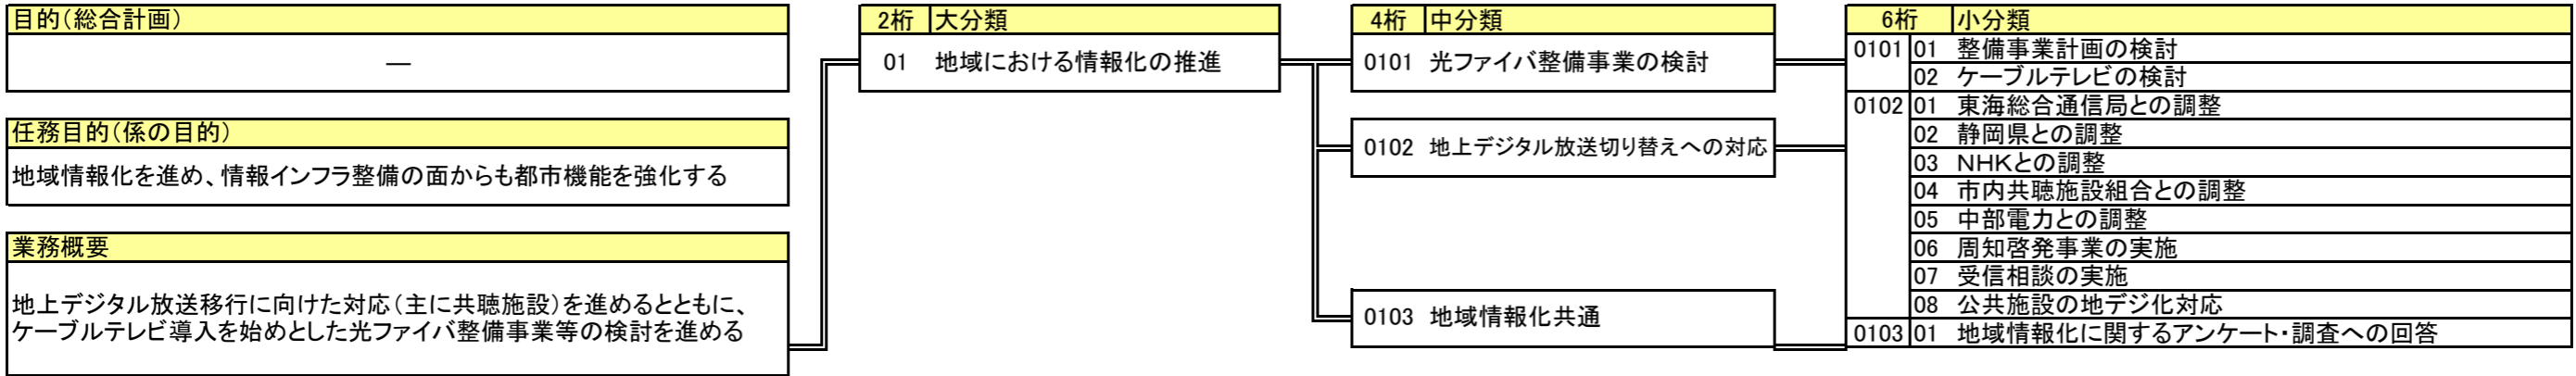 目的(総合計画)
―
任務目的(係の目的)
地域情報化を進め、情報インフラ整備の面からも都市機能を強化する
業務概要
地上デジタル放送移行に向けた対応(主に共聴施設)を進めるとともに、
ケーブルテレビ導入を始めとした光ファイバ整備事業等の検討を進める
2桁 大分類
01 地域における情報化の推進
4桁 中分類
0101 光ファイバ整備事業の検討
0102 地上デジタル放送切り替えへの対応
0103 地域情報化共通
6桁 小分類
0101 01 整備事業計画の検討
02 ケーブルテレビの検討
0102 01 東海総合通信局との調整
02 静岡県との調整
03 NHKとの調整
04 市内共聴施設組合との調整
05 中部電力との調整
06 周知啓発事業の実施
07 受信相談の実施
08 公共施設の地デジ化対応
0103 01 地域情報化に関するアンケート・調査への回答